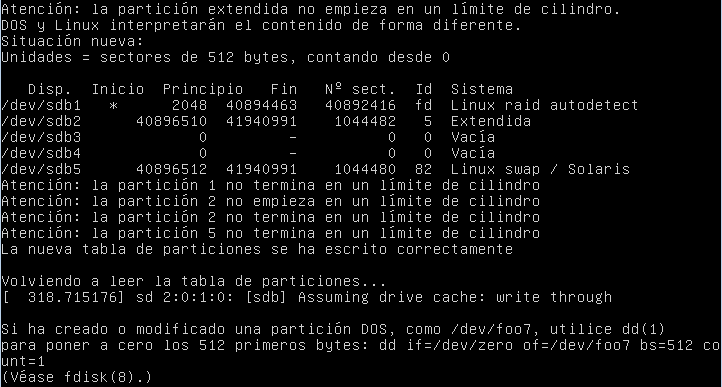 Atención: la partición extendida no empieza en un límite de cilindro.
DOS y Linux interpretarán el contenido de forma diferente.
Situación nueva:
Unidades = sectores de 512 bytes, contando desde 0

   Disp.  Inicio  Principio   Fin   Nº sect.  Id  Sistema
/dev/sdb1   *      2048  40894463   40892416  fd  Linux raid autodetect
/dev/sdb2      40896510  41940991    1044482   5  Extendida
/dev/sdb3             0         -          0   0  Vacía
/dev/sdb4             0         -          0   0  Vacía
/dev/sdb5      40896512  41940991    1044480  82  Linux swap / Solaris
Atención: la partición 1 no termina en un límite de cilindro
Atención: la partición 2 no empieza en un límite de cilindro
Atención: la partición 2 no termina en un límite de cilindro
Atención: la partición 5 no termina en un límite de cilindro
La nueva tabla de particiones se ha escrito correctamente

Volviendo a leer la tabla de particiones...
[  318.715176] sd 2:0:1:0: [sdb] Assuming drive cache: write through

Si ha creado o modificado una partición DOS, como /dev/foo7, utilice dd(1)
para poner a cero los 512 primeros bytes: dd if=/dev/zero of=/dev/foo7 bs=512 co
unt=1
(Véase fdisk(8).)